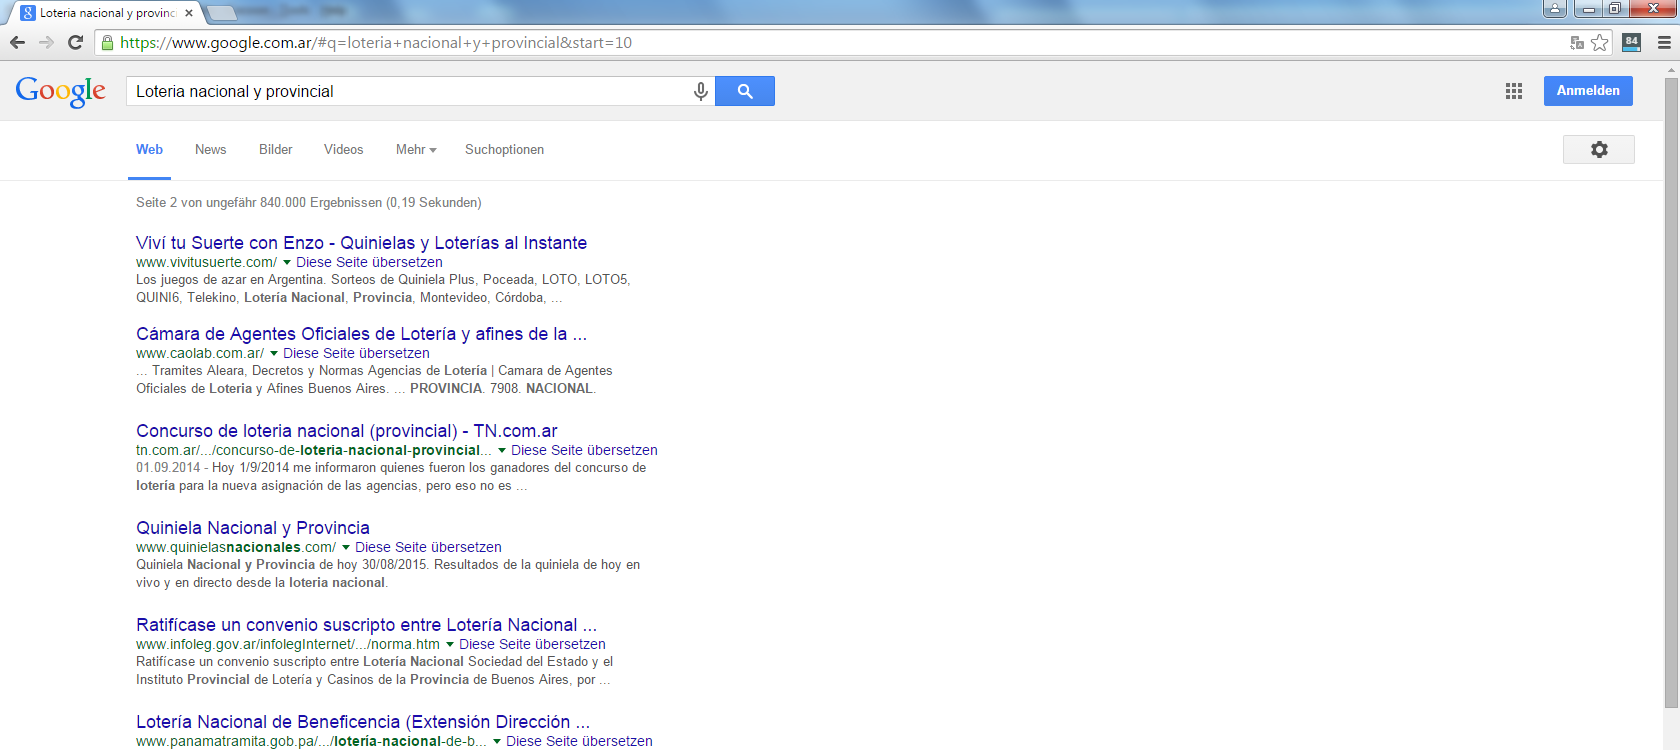 Loteria nacional y provinci
https://www.google.com.ar/#q=loteria+nacional+y+provincial&start=10
84
Google
Loteria nacional y provincial
Anmelden
Web News Bilder Videos Mehr Suchoptionen
Seite 2 von ungefähr 840.000 Ergebnissen (0,19 Sekunden)
Viví tu Suerte con Enzo - Quinielas y Loterías al Instante
www.vivitusuerte.com/ Diese Seite übersetzen
Los juegos de azar en Argentina. Sorteos de Quiniela Plus, Poceada, LOTO, LOTO5,
QUINI6, Telekino, Lotería Nacional, Provincia, Montevideo, Córdoba, ...
Cámara de Agentes Oficiales de Lotería y afines de la ...
www.caolab.com.ar/ Diese Seite übersetzen
... Tramites Aleara, Decretos y Normas Agencias de Lotería | Camara de Agentes
Oficiales de Loteria y Afines Buenos Aires. ... PROVINCIA. 7908. NACIONAL.
Concurso de loteria nacional (provincial) - TN.com.ar
tn.com.ar/.../concurso-de-loteria-nacional-provincial... Diese Seite übersetzen
01.09.2014 - Hoy 1/9/2014 me informaron quienes fueron los ganadores del concurso de
lotería para la nueva asignación de las agencias, pero eso no es ...
Quiniela Nacional y Provincia
www.quinielasnacionales.com/ Diese Seite übersetzen
Quiniela Nacional y Provincia de hoy 30/08/2015. Resultados de la quiniela de hoy en
vivo y en directo desde la loteria nacional.
Ratifícase un convenio suscripto entre Lotería Nacional ...
www.infoleg.gov.ar/infolegInternet/.../norma.htm Diese Seite übersetzen
Ratifícase un convenio suscripto entre Lotería Nacional Sociedad del Estado y el
Instituto Provincial de Lotería y Casinos de la Provincia de Buenos Aires, por ...
Lotería Nacional de Beneficencia (Extensión Dirección ...
www.panamatramita.gob.pa/.../lotería-nacional-de-b... Diese Seite übersetzen